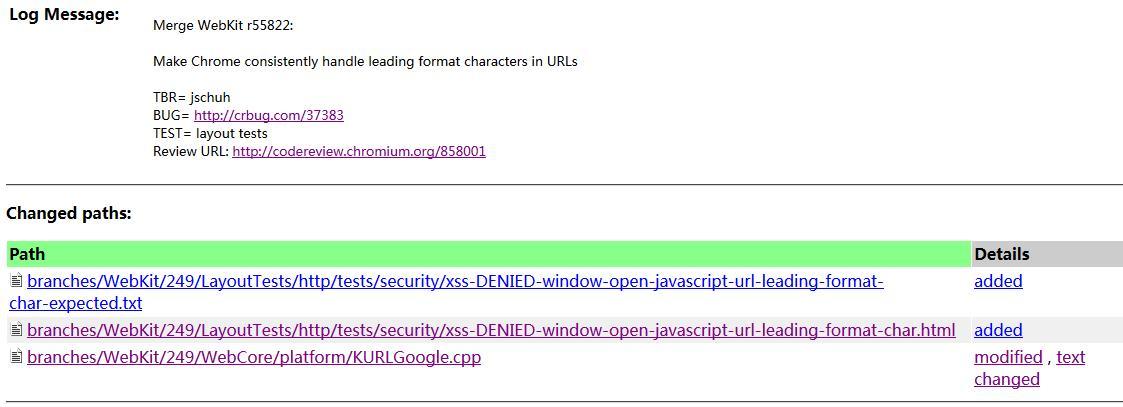 Log Message:
Merge WebKit r55822:
Make Chrome consistently handle leading format characters in URLs
TBR= jschuh
BUG= http://crbug.com/37383
TEST= layout tests
Review URL: http://codereview.chromium.org/858001
Changed paths:
Path Details
branches/WebKit/249/LayoutTests/http/tests/security/xss-DENIED-window-open-javascript-url-leading-format- added
char-expected.txt
branches/WebKit/249/LayoutTests/http/tests/security/xss-DENIED-window-open-javascript-url-leading-format-char.html added
branches/WebKit/249/WebCore/platform/KURLGoogle.cpp modified , text
changed